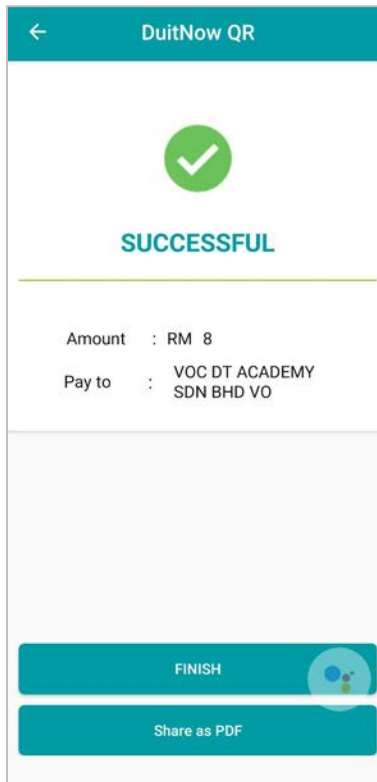 DuitNow QR
SUCCESSFUL
Amount : RM 8
Pay to : VOC DT ACADEMY
SDN BHD VO
FINISH
Share as PDF